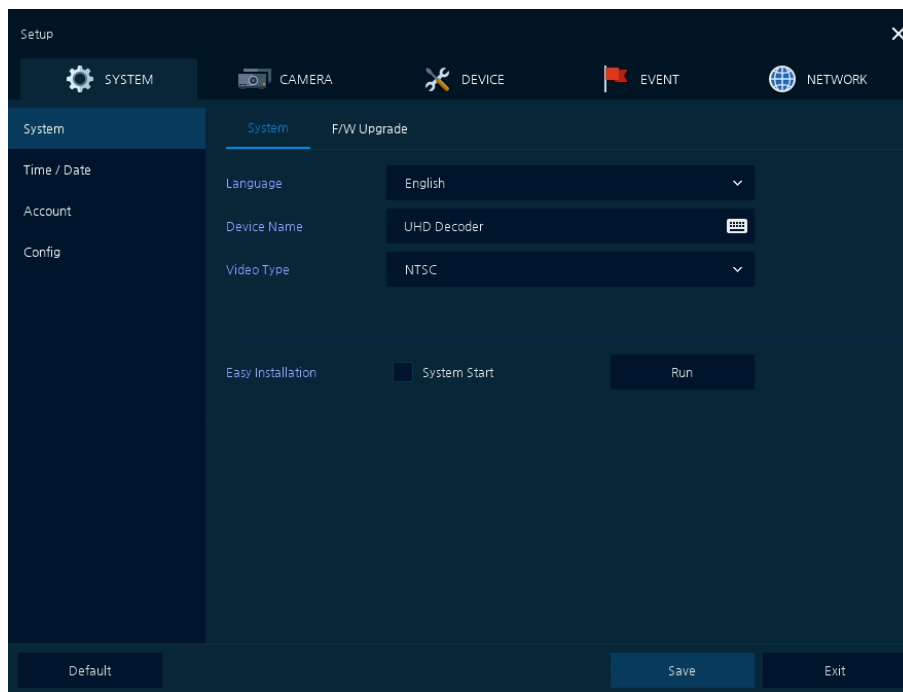 Setup
SYSTEM CAMERA DEVICE EVENT NETWORK
System
Time / Date
Account
Config
System F/W Upgrade
Language English
Device Name UHD Decoder
Video Type NTSC
Easy Installation System Start Run
Default Save Exit